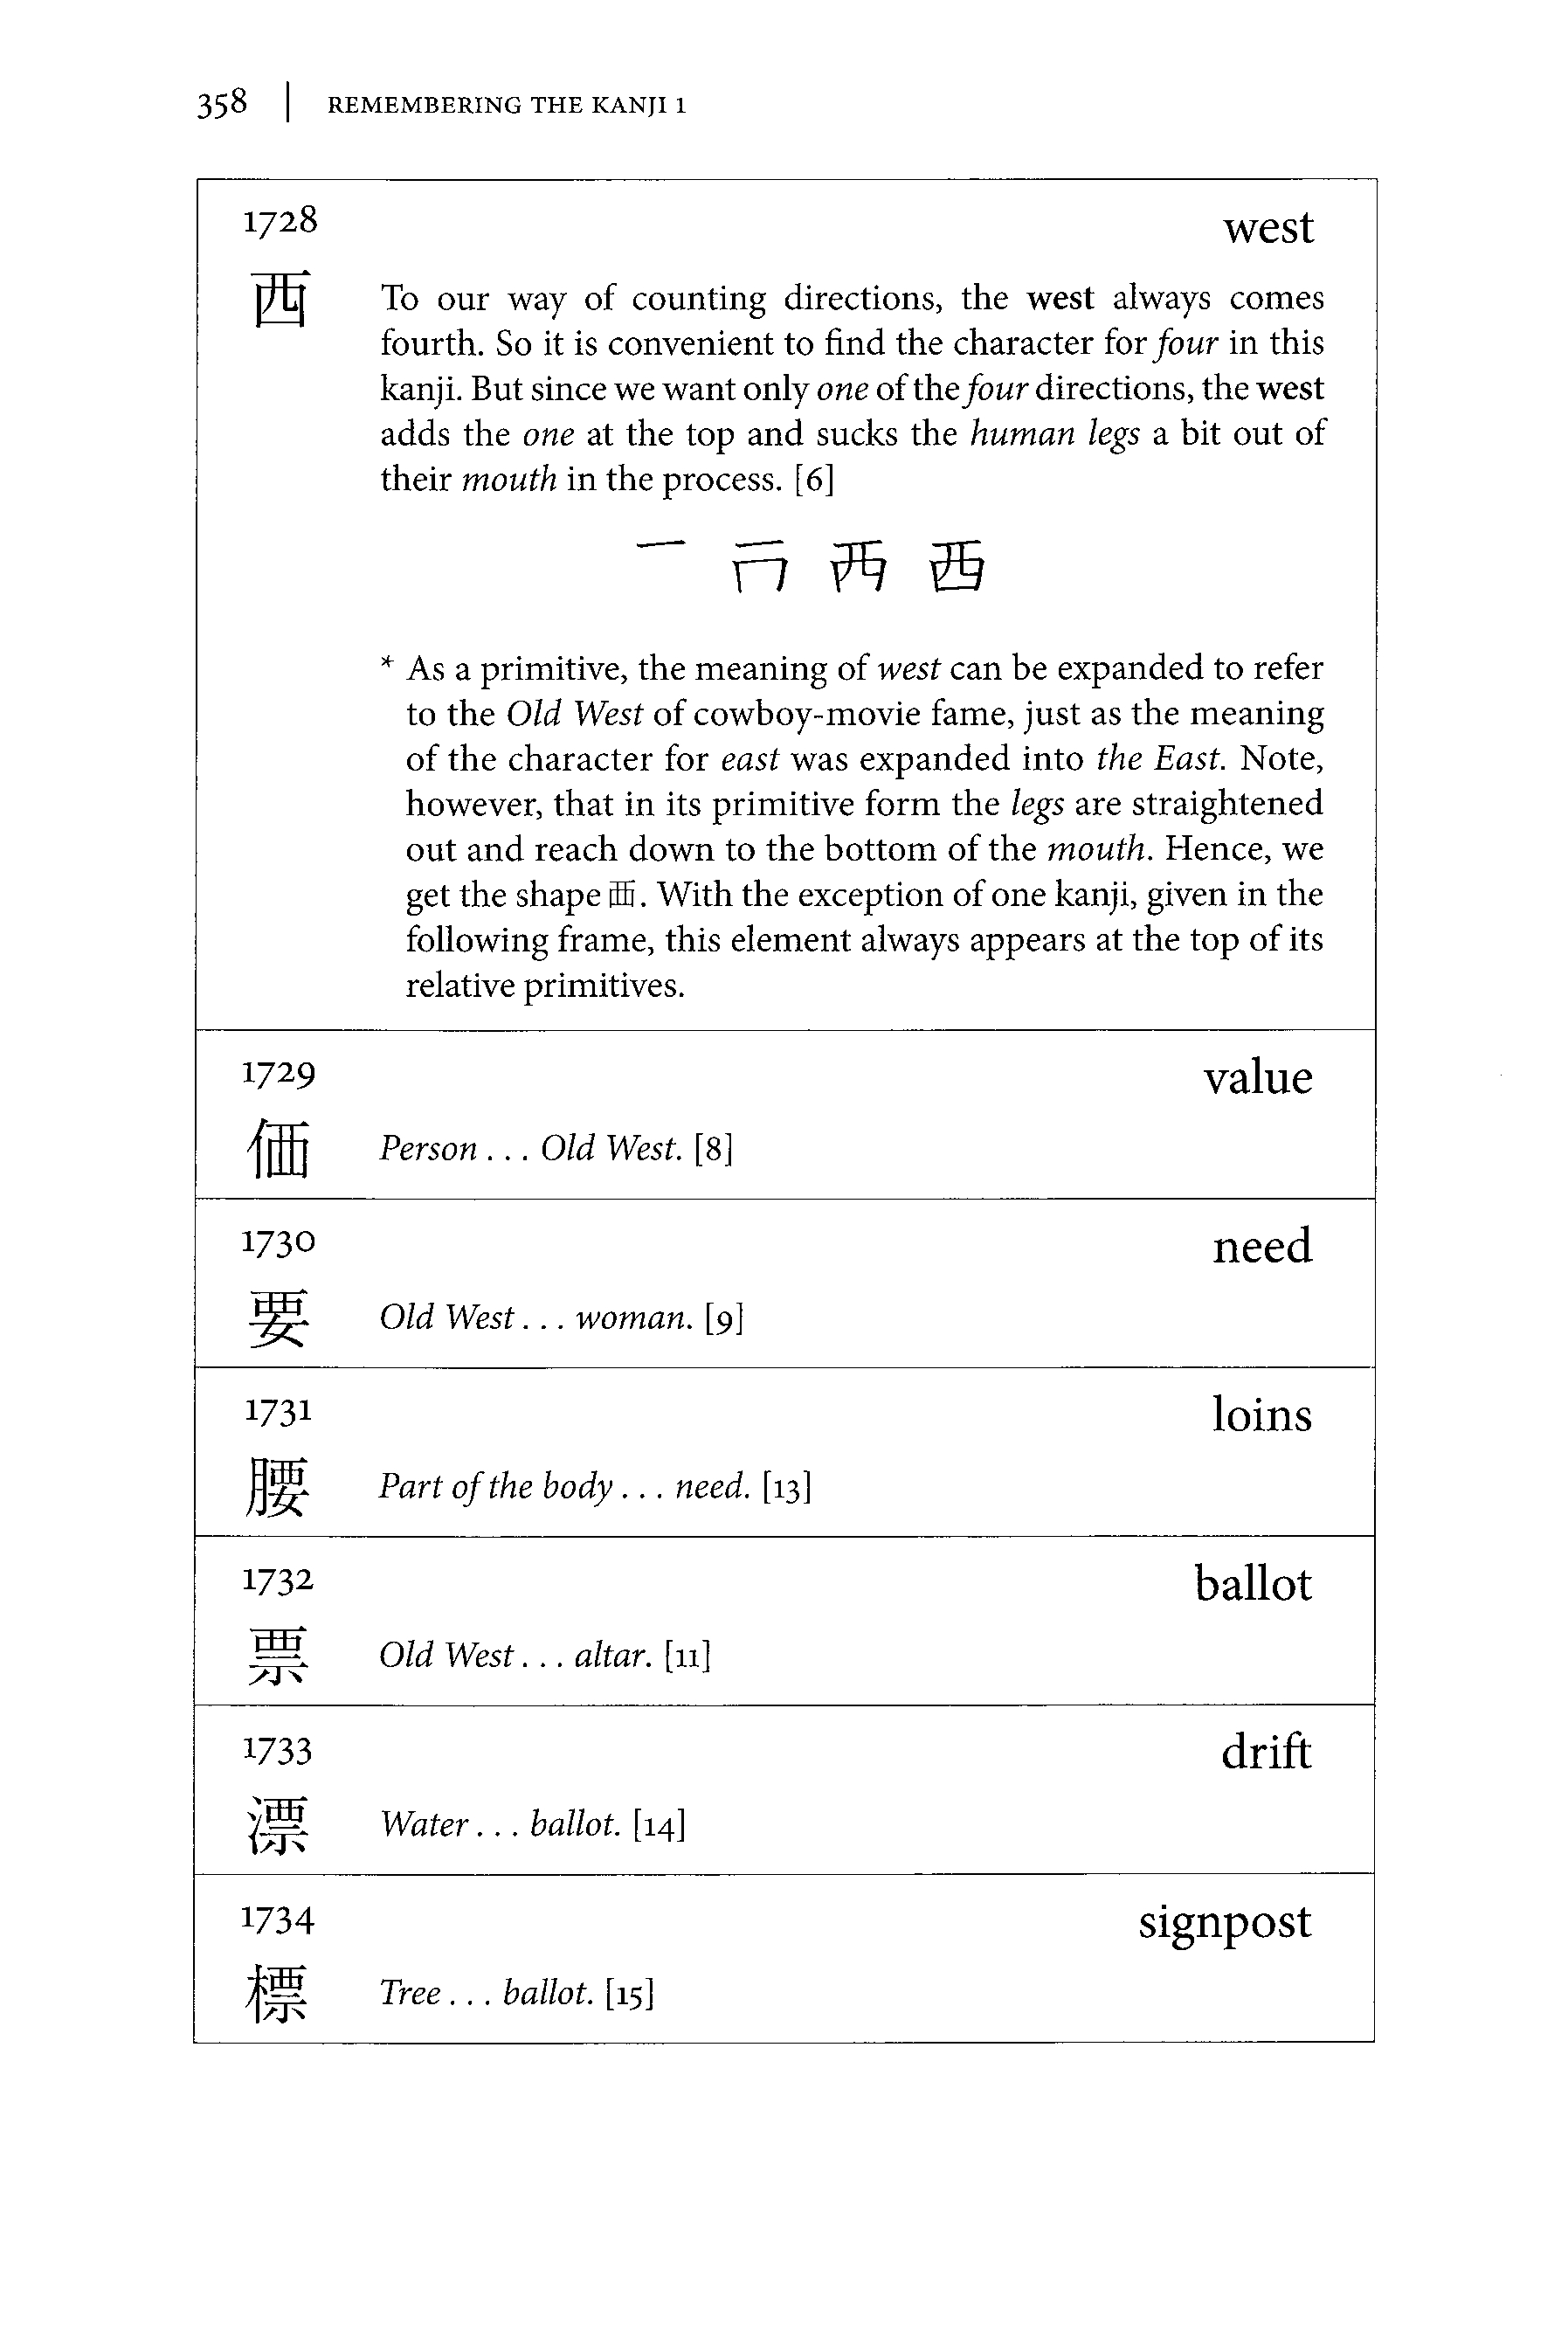 358 | REMEMBERING THE KANJI 1
1728 west
西 To our way of counting directions, the west always comes
fourth. So it is convenient to find the character for four in this
kanji. But since we want only one of the four directions, the west
adds the one at the top and sucks the human legs a bit out of
their mouth in the process. [6]
* As a primitive, the meaning of west can be expanded to refer
to the Old West of cowboy-movie fame, just as the meaning
of the character for east was expanded into the East. Note,
however, that in its primitive form the legs are straightened
out and reach down to the bottom of the mouth. Hence, we
get the shape 覀. With the exception of one kanji, given in the
following frame, this element always appears at the top of its
relative primitives.
1729 value
価 Person . . . Old West. [8]
1730 need
要 Old West . . . woman. [9]
1731 loins
腰 Part of the body . . . need. [13]
1732 ballot
票 Old West . . . altar. [11]
1733 drift
漂 Water . . . ballot. [14]
1734 signpost
標 Tree . . . ballot. [15]